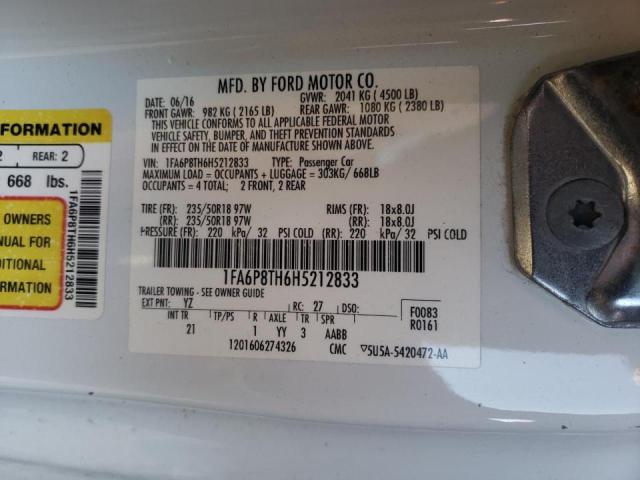 MFD. BY FORD MOTOR CO.
DATE: 06/16 GVWR: 2041 KG ( 4500 LB)
FRONT GAWR: 982 KG ( 2165 LB) REAR GAWR: 1080 KG ( 2380 LB)
THIS VEHICLE CONFORMS TO ALL APPLICABLE FEDERAL MOTOR
VEHICLE SAFETY, BUMPER, AND THEFT PREVENTION STANDARDS
IN EFFECT ON THE DATE OF MANUFACTURE SHOWN ABOVE.
VIN: 1FA6P8TH6H5212833 TYPE: Passenger Car
MAXIMUM LOAD = OCCUPANTS + LUGGAGE = 303KG/ 668LB
OCCUPANTS = 4 TOTAL; 2 FRONT, 2 REAR
TIRE (FR): 235/50R18 97W RIMS (FR): 18x8.0J
(RR): 235/50R18 97W (RR): 18x8.0J
PRESSURE (FR): 220 kPa/ 32 PSI COLD (RR): 220 kPa/ 32 PSI COLD
1FA6P8TH6H5212833
TRAILER TOWING - SEE OWNER GUIDE
EXT PNT: YZ RC: 27 DSO: F0083
INT TR TP/PS R AXLE TR SPR R0161
21 1 YY 3 AABB
1201606274326 CMC 5U5A-5420472-AA
FORMATION
2 REAR: 2
668 lbs.
OWNERS
NUAL FOR
DITIONAL
ORMATION
1FA6P8TH6H5212833